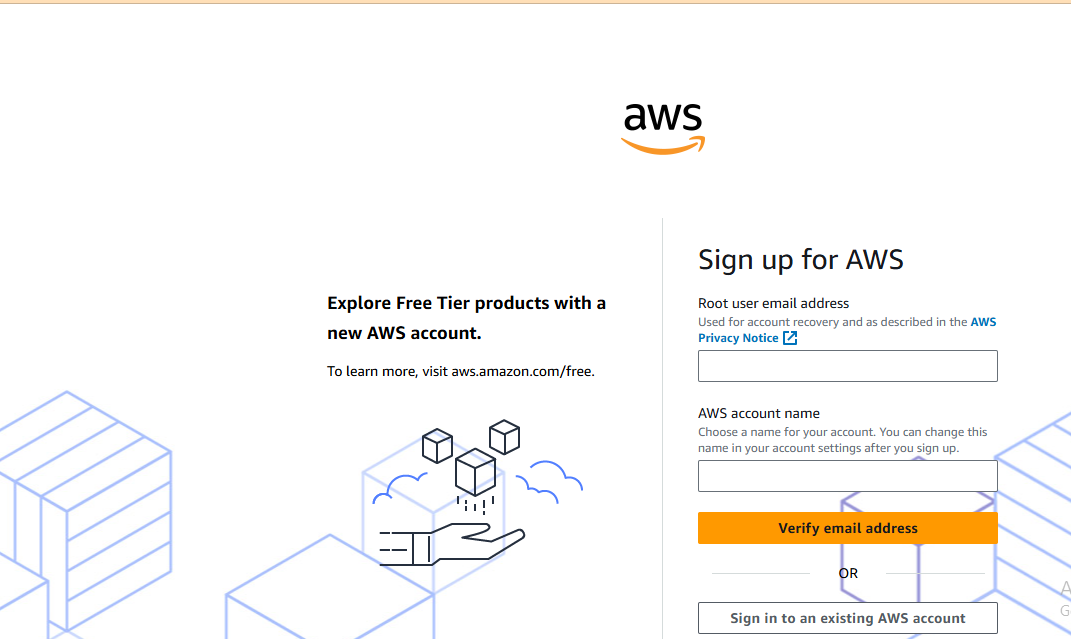 aws
Explore Free Tier products with a
new AWS account.
To learn more, visit aws.amazon.com/free.
Sign up for AWS
Root user email address
Used for account recovery and as described in the AWS
Privacy Notice
AWS account name
Choose a name for your account. You can change this
name in your account settings after you sign up.
Verify email address
OR
Sign in to an existing AWS account